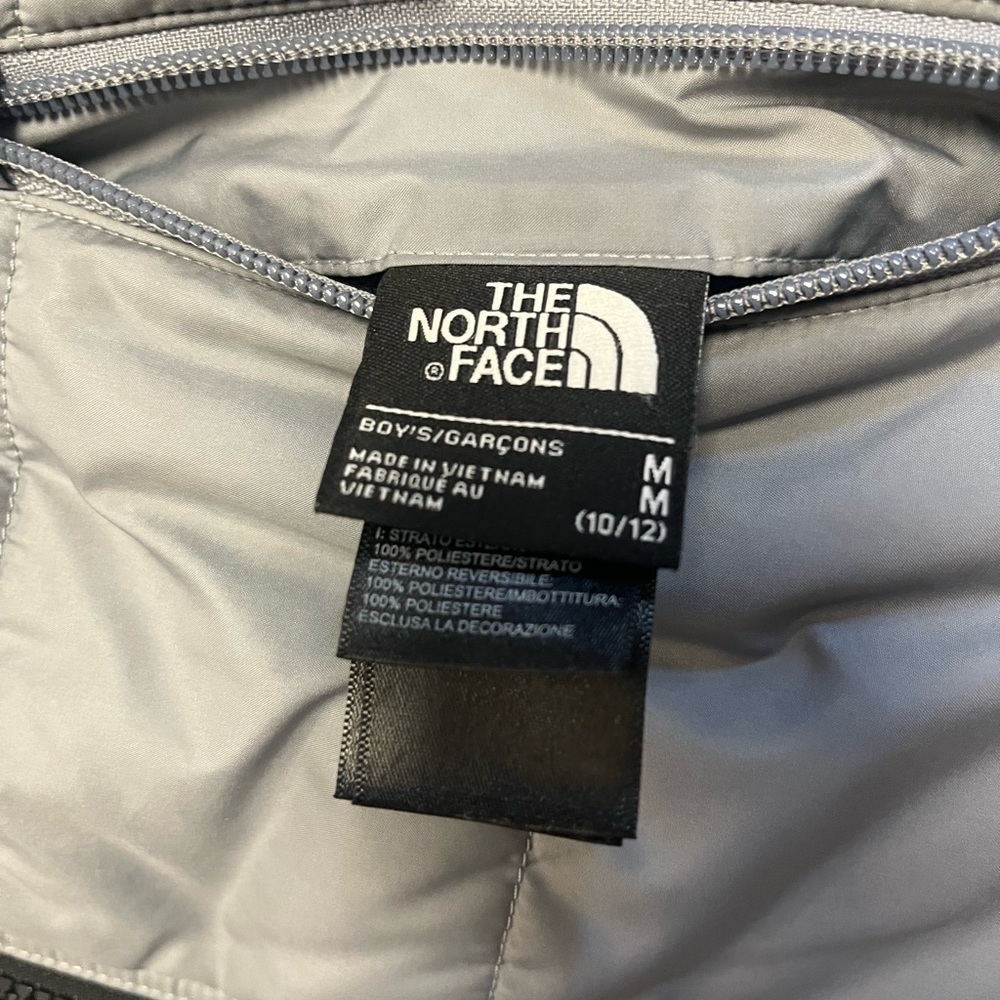 THE
NORTH
® FACE
BOY'S/GARÇONS
MADE IN VIETNAM
FABRIQUÉ AU
VIETNAM
M
M
(10/12)
I: STRATO
100% POLIESTERE/STRATO
ESTERNO REVERSIBILE:
100% POLIESTERE/IMBOTTITURA:
100% POLIESTERE
ESCLUSA LA DECORAZIONE